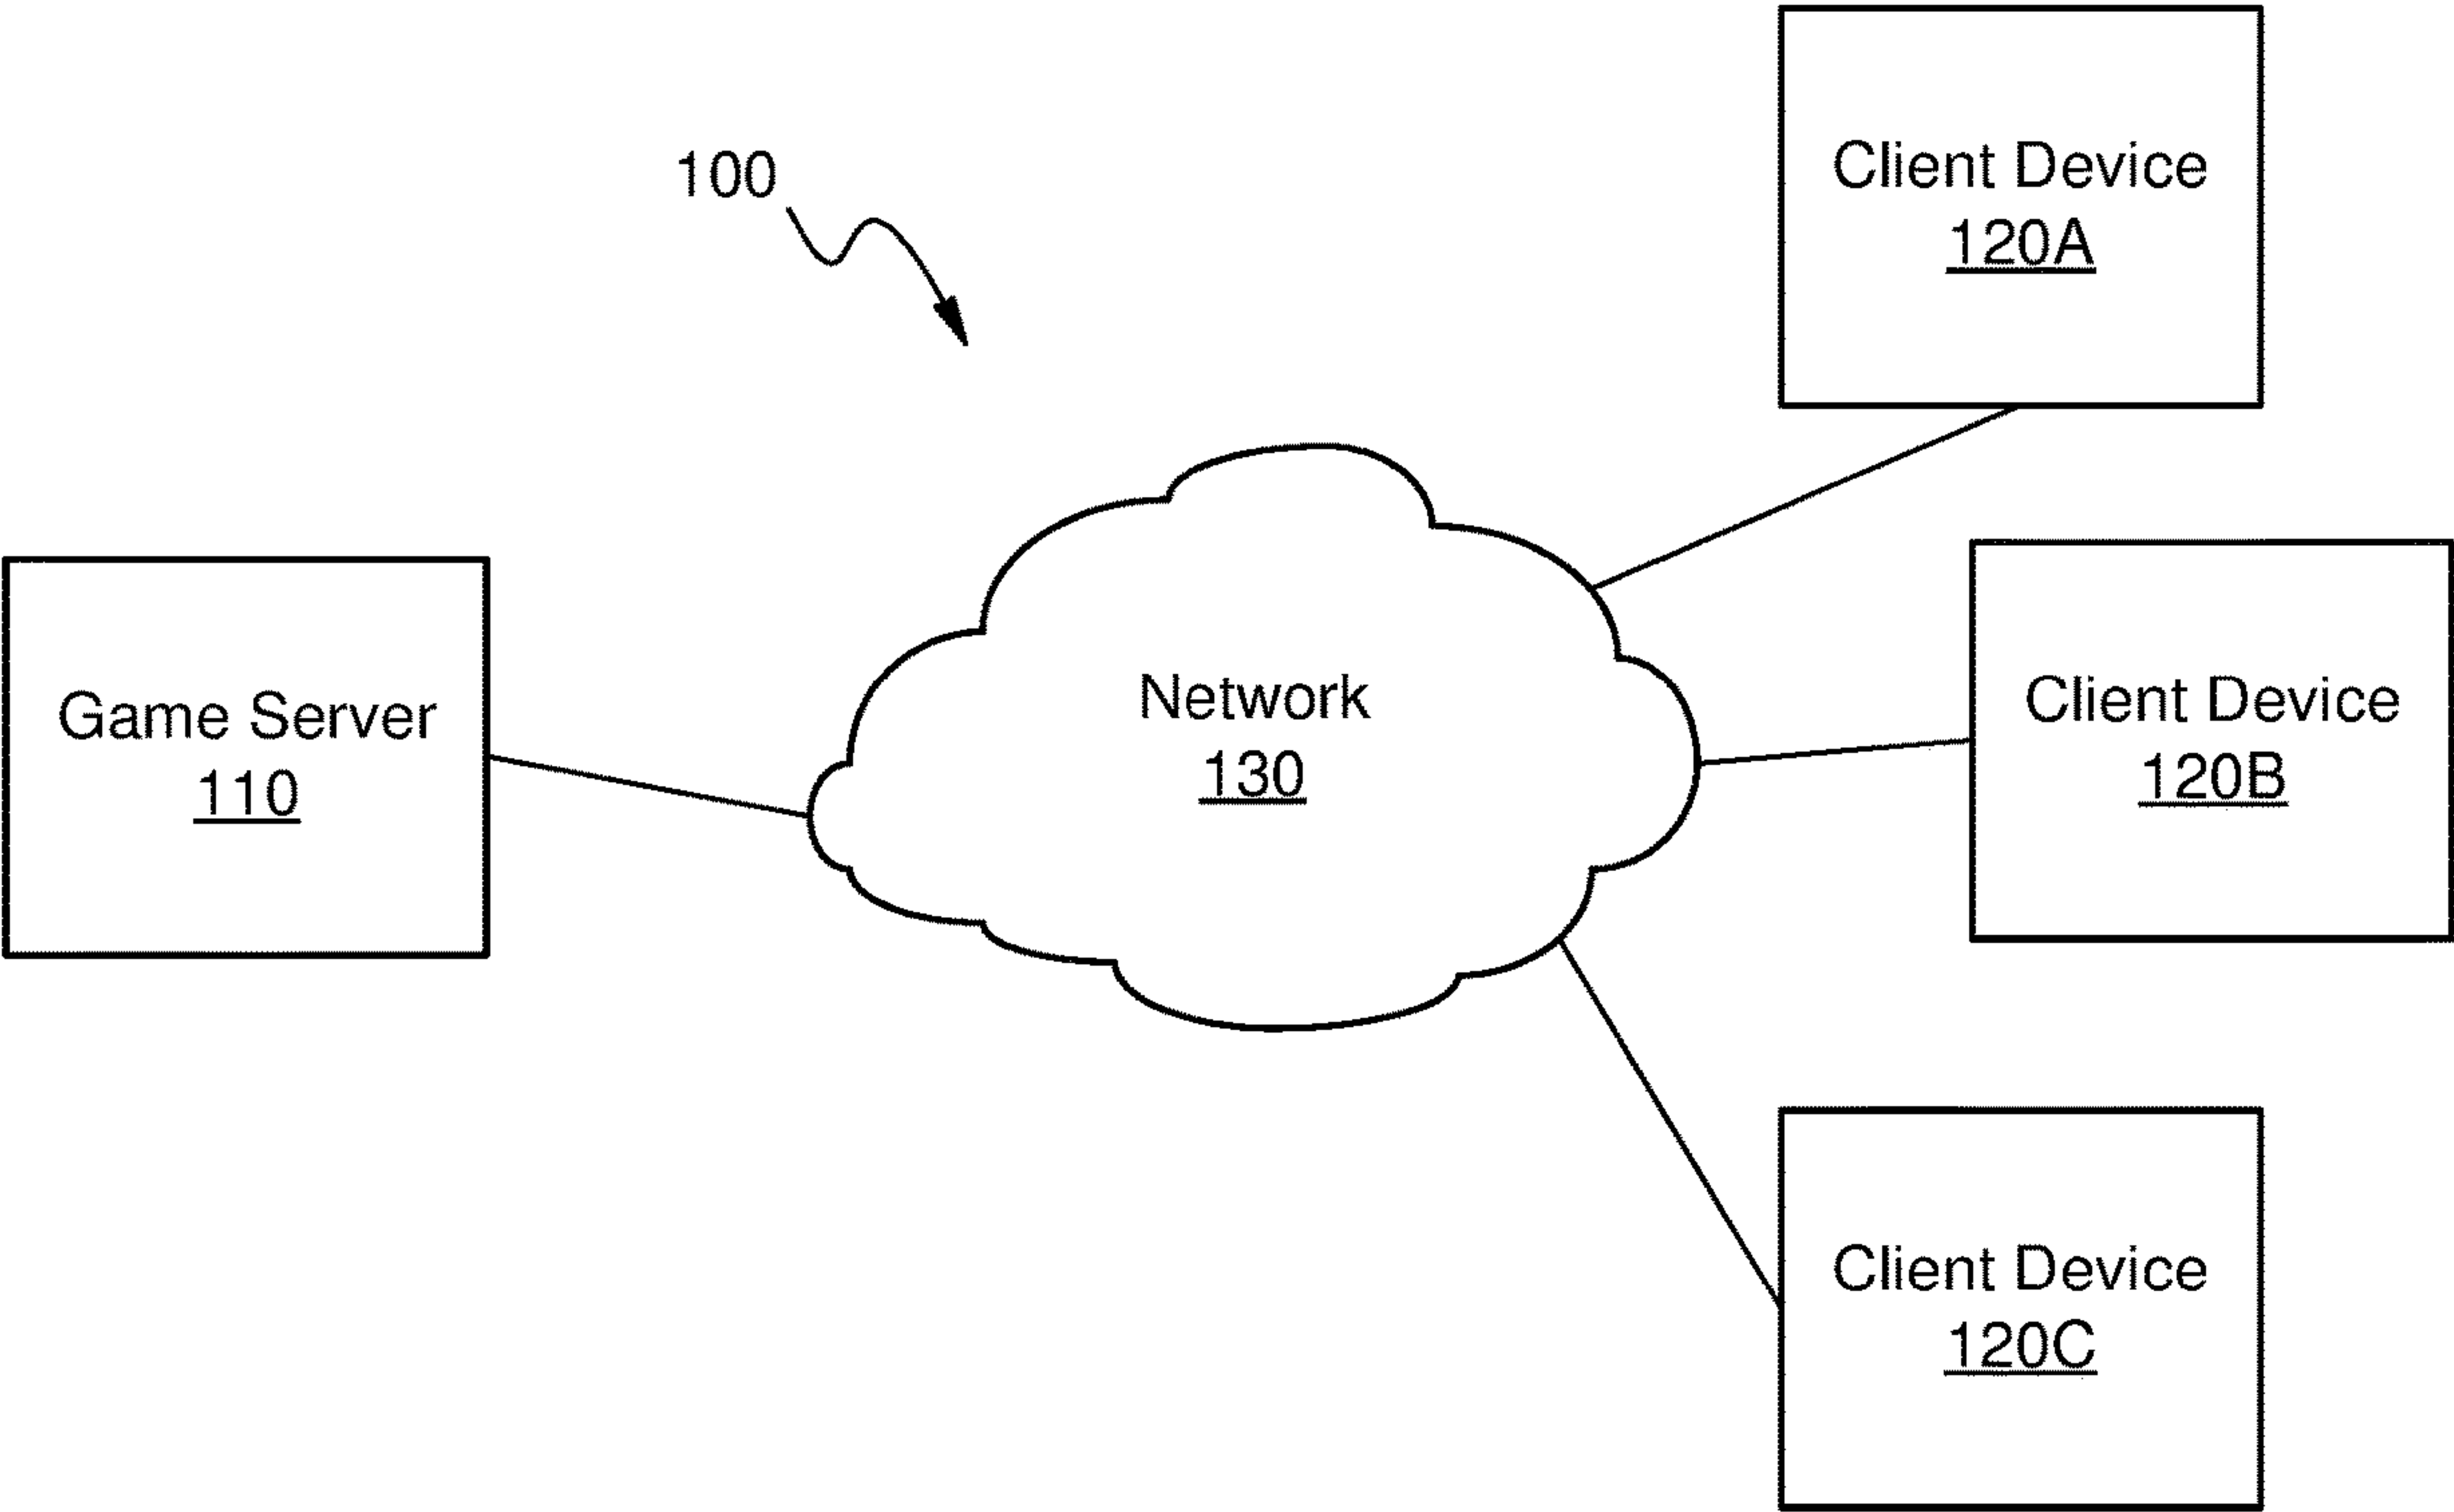 100
Client Device
120A
Game Server
110
Network
130
Client Device
120B
Client Device
120C